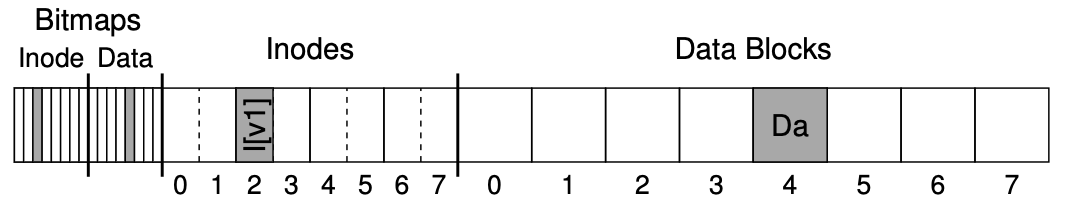 Bitmaps
Inode Data
Inodes
Data Blocks
I[v1]
Da
0 1 2 3 4 5 6 7
0 1 2 3 4 5 6 7